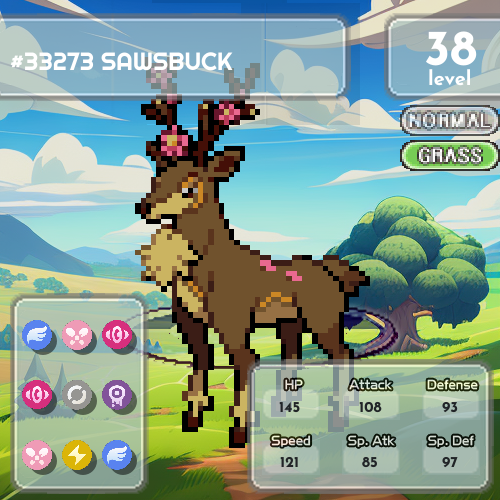 #33273 SAWSBUCK
38
level
NORMAL
GRASS
HP Attack Defense
145 108 93
Speed Sp. Atk Sp. Def
121 85 97